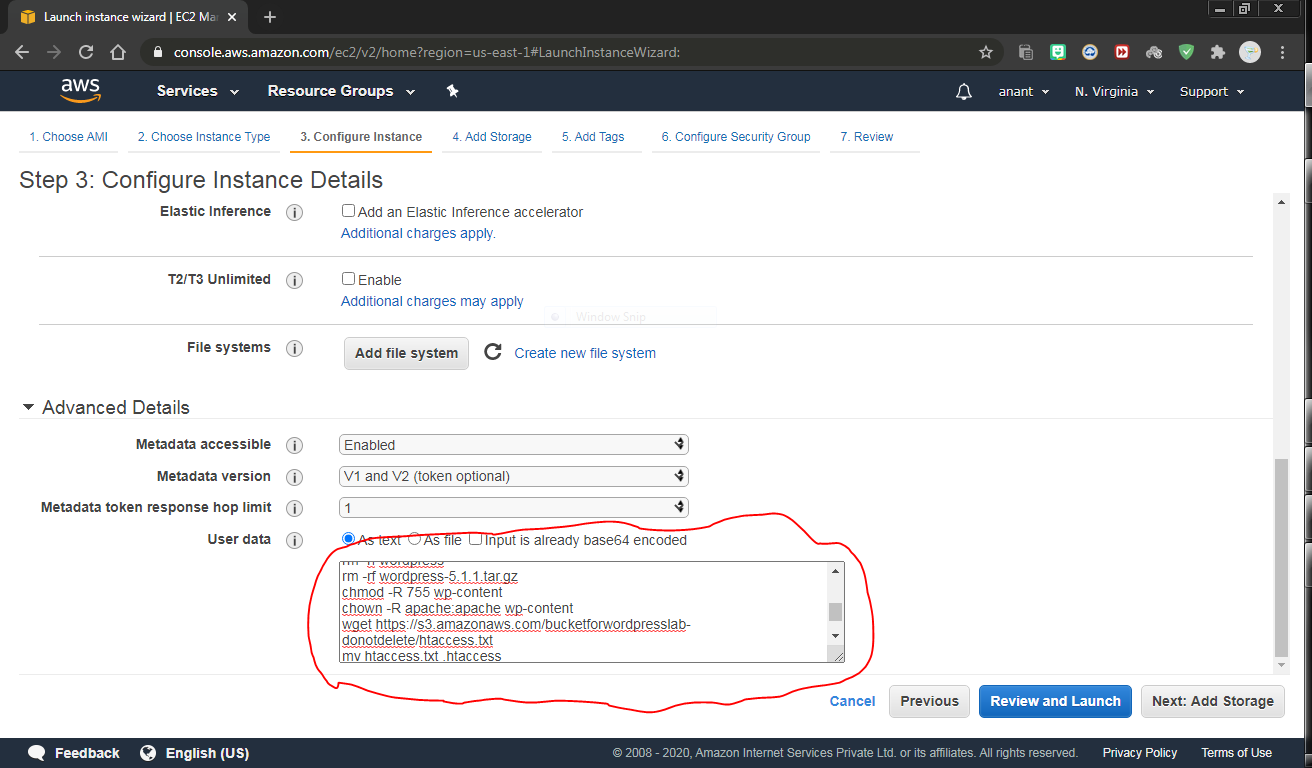 Launch instance wizard | EC2 Ma
console.aws.amazon.com/ec2/v2/home?region=us-east-1#LaunchInstanceWizard:
aws Services Resource Groups anant N. Virginia Support
1. Choose AMI 2. Choose Instance Type 3. Configure Instance 4. Add Storage 5. Add Tags 6. Configure Security Group 7. Review
Step 3: Configure Instance Details
Elastic Inference Add an Elastic Inference accelerator
Additional charges apply.
T2/T3 Unlimited Enable
Additional charges may apply
Window Snip
File systems Add file system Create new file system
Advanced Details
Metadata accessible Enabled
Metadata version V1 and V2 (token optional)
Metadata token response hop limit 1
User data As text As file Input is already base64 encoded
wordpress
rm -rf wordpress-5.1.1.tar.gz
chmod -R 755 wp-content
chown -R apache:apache wp-content
wget https://s3.amazonaws.com/bucketforwordpresslab-
donotdelete/htaccess.txt
mv htaccess.txt .htaccess
Cancel Previous Review and Launch Next: Add Storage
Feedback English (US) © 2008 - 2020, Amazon Internet Services Private Ltd. or its affiliates. All rights reserved. Privacy Policy Terms of Use